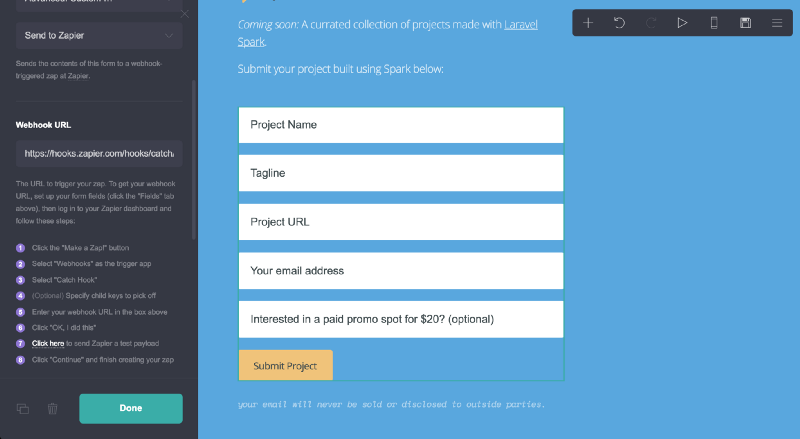 Send to Zapier
Sends the contents of this form to a webhook-
triggered zap at Zapier.
Webhook URL
https://hooks.zapier.com/hooks/catch/
The URL to trigger your zap. To get your webhook
URL, set up your form fields (click the "Fields" tab
above), then log in to your Zapier dashboard and
follow these steps:
1 Click the "Make a Zap!" button
2 Select "Webhooks" as the trigger app
3 Select "Catch Hook"
4 (Optional) Specify child keys to pick off
5 Enter your webhook URL in the box above
6 Click "OK, I did this"
7 Click here to send Zapier a test payload
8 Click "Continue" and finish creating your zap
Done
Coming soon: A currated collection of projects made with Laravel
Spark.
Submit your project built using Spark below:
Project Name
Tagline
Project URL
Your email address
Interested in a paid promo spot for $20? (optional)
Submit Project
your email will never be sold or disclosed to outside parties.